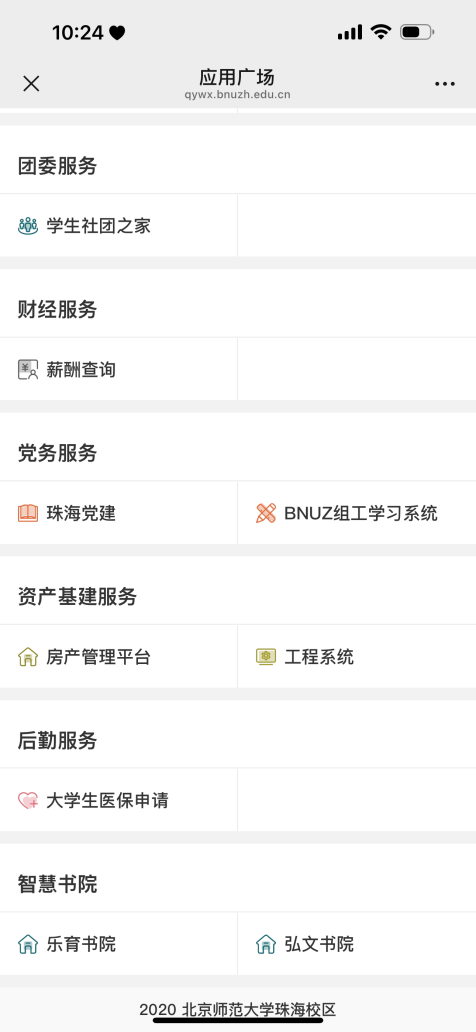 10:24
应用广场
qywx.bnuzh.edu.cn
团委服务
学生社团之家
财经服务
薪酬查询
党务服务
珠海党建
BNUZ组工学习系统
资产基建服务
房产管理平台
工程系统
后勤服务
大学生医保申请
智慧书院
乐育书院
弘文书院
2020 北京师范大学珠海校区